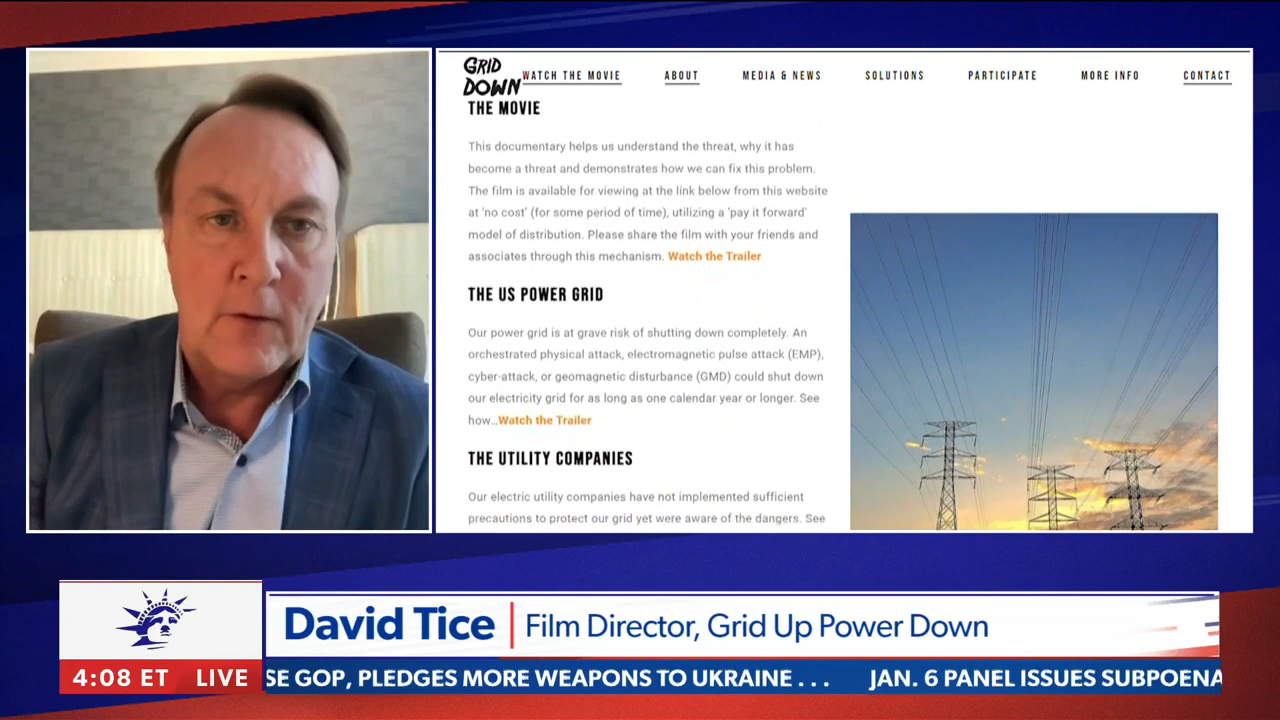 GRID
DOWN
WATCH THE MOVIE ABOUT MEDIA & NEWS SOLUTIONS PARTICIPATE MORE INFO CONTACT
THE MOVIE
This documentary helps us understand the threat, why it has
become a threat and demonstrates how we can fix this problem.
The film is available for viewing at the link below from this website
at 'no cost' (for some period of time), utilizing a 'pay it forward'
model of distribution. Please share the film with your friends and
associates through this mechanism. Watch the Trailer
THE US POWER GRID
Our power grid is at grave risk of shutting down completely. An
orchestrated physical attack, electromagnetic pulse attack (EMP),
cyber-attack, or geomagnetic disturbance (GMD) could shut down
our electricity grid for as long as one calendar year or longer. See
how...Watch the Trailer
THE UTILITY COMPANIES
Our electric utility companies have not implemented sufficient
precautions to protect our grid yet were aware of the dangers. See
David Tice Film Director, Grid Up Power Down
4:08 ET LIVE
SE GOP, PLEDGES MORE WEAPONS TO UKRAINE . . . JAN. 6 PANEL ISSUES SUBPOENA